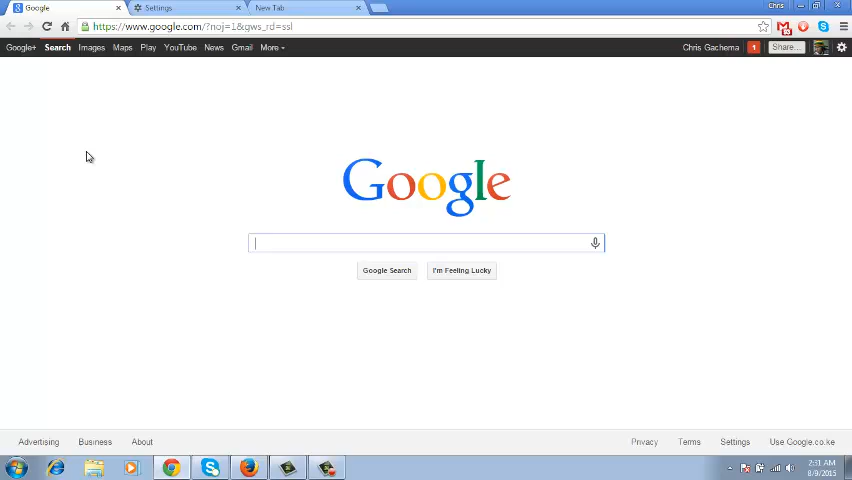 Google
Settings
New Tab
Chris
https://www.google.com/?noj=1&gws_rd=ssl
Google+ Search Images Maps Play YouTube News Gmail More
Chris Gachema 1 Share...
Google
Google Search
I'm Feeling Lucky
Advertising Business About
Privacy Terms Settings Use Google.co.ke
2:31 AM
8/9/2015